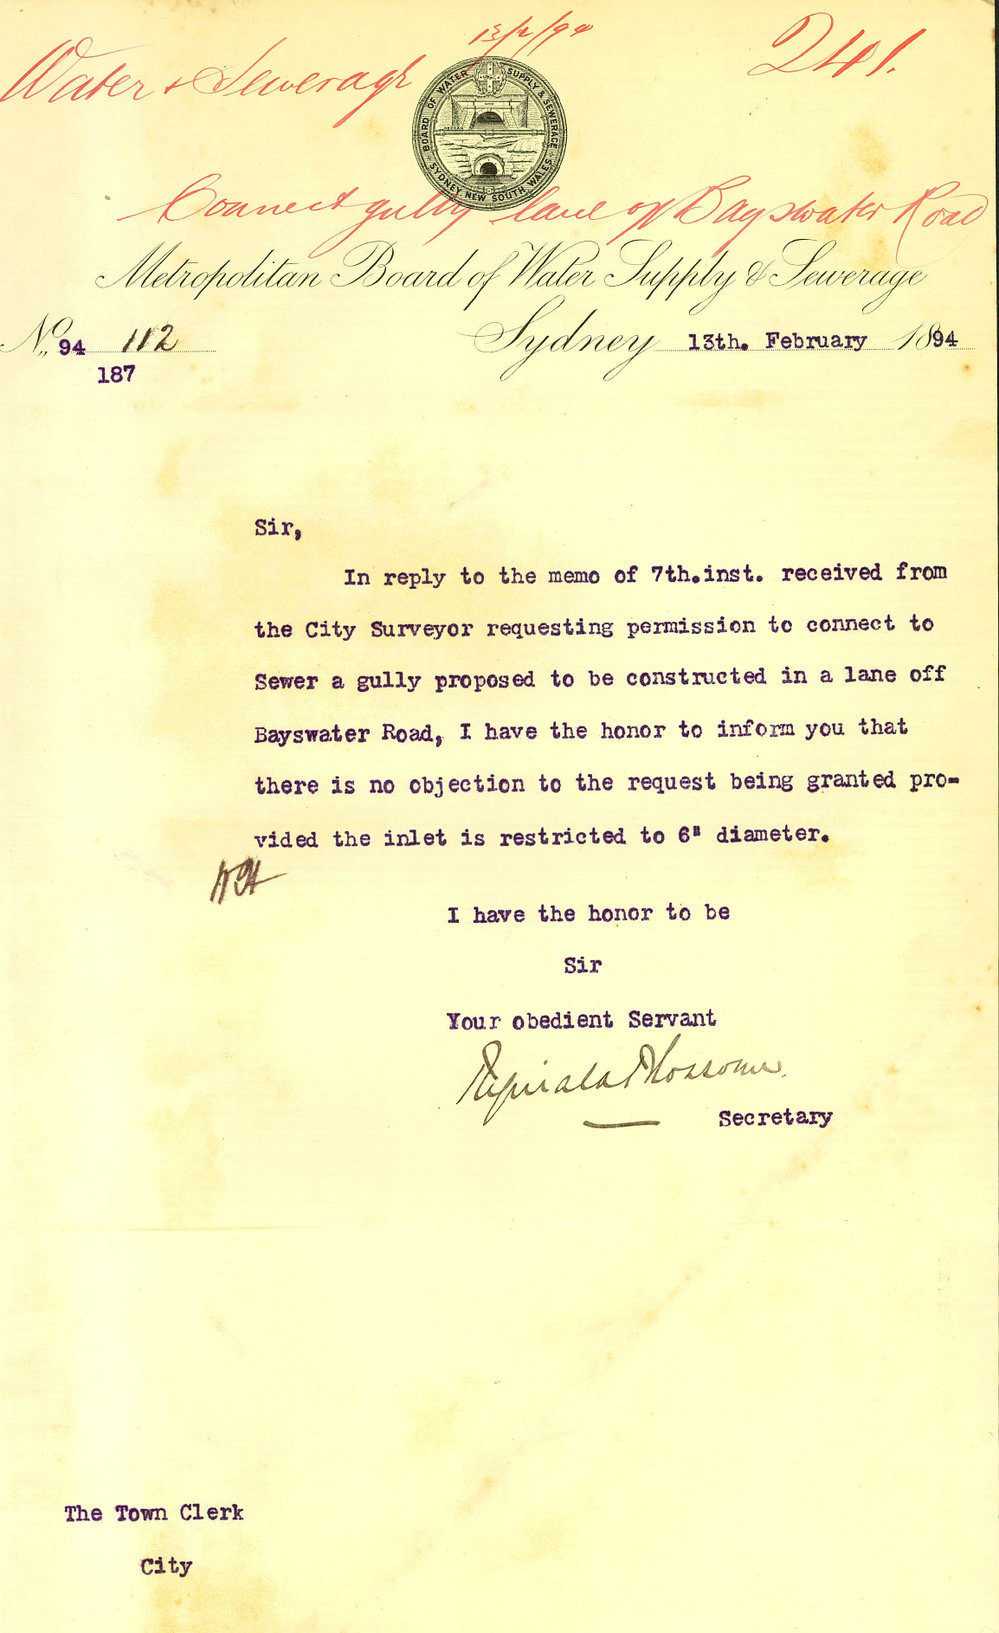 13/2/94
Water & Sewerage
241.
BOARD OF WATER SUPPLY & SEWERAGE
SYDNEY, NEW SOUTH WALES
Connect gully lane off Bayswater Road
Metropolitan Board of Water Supply & Sewerage
No. 94 112
187
Sydney 13th. February 1894
Sir,
In reply to the memo of 7th.inst. received from
the City Surveyor requesting permission to connect to
Sewer a gully proposed to be constructed in a lane off
Bayswater Road, I have the honor to inform you that
there is no objection to the request being granted pro-
vided the inlet is restricted to 6" diameter.
I have the honor to be
Sir
Your obedient Servant
Secretary
The Town Clerk
City